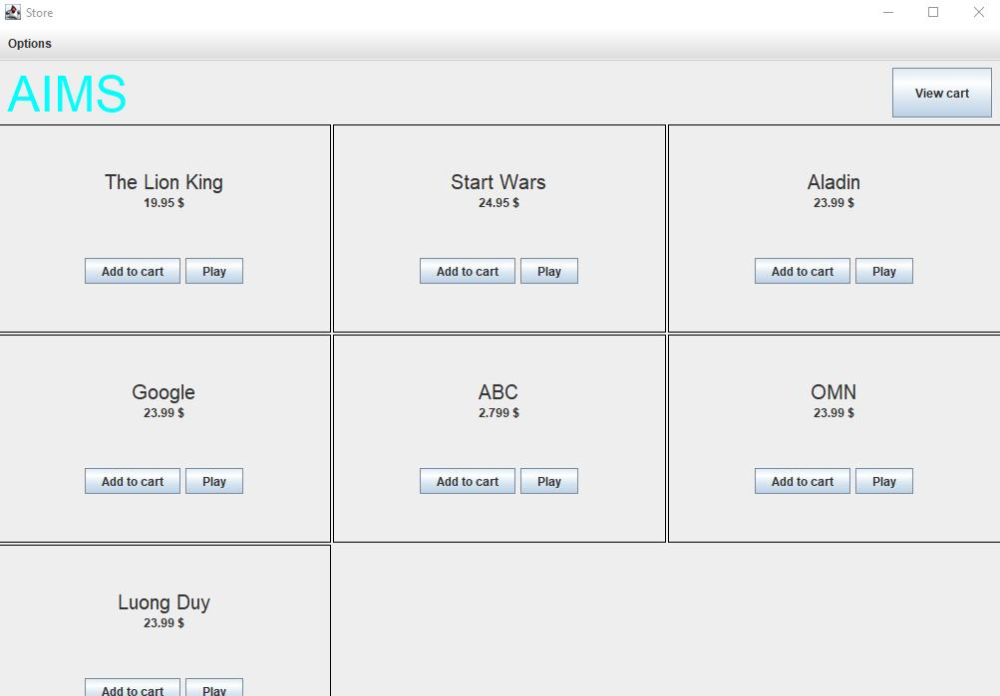 Store
Options
AIMS
View cart
The Lion King
19.95 $
Add to cart
Play
Start Wars
24.95 $
Add to cart
Play
Aladin
23.99 $
Add to cart
Play
Google
23.99 $
Add to cart
Play
ABC
2.799 $
Add to cart
Play
OMN
23.99 $
Add to cart
Play
Luong Duy
23.99 $
Add to cart
Play